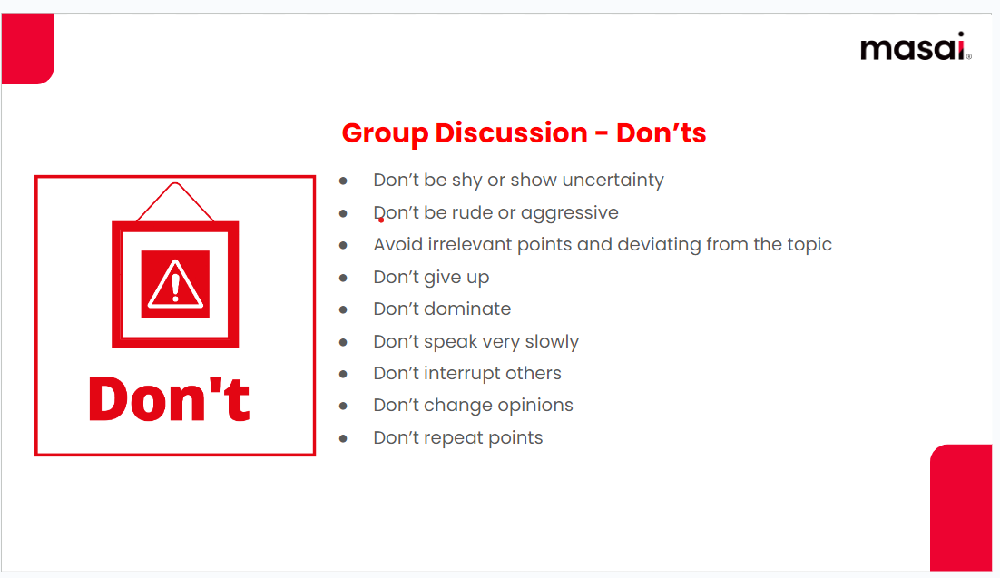 masai®
Group Discussion - Don’ts
● Don’t be shy or show uncertainty
● Don’t be rude or aggressive
● Avoid irrelevant points and deviating from the topic
● Don’t give up
● Don’t dominate
● Don’t speak very slowly
● Don’t interrupt others
● Don’t change opinions
● Don’t repeat points
Don't